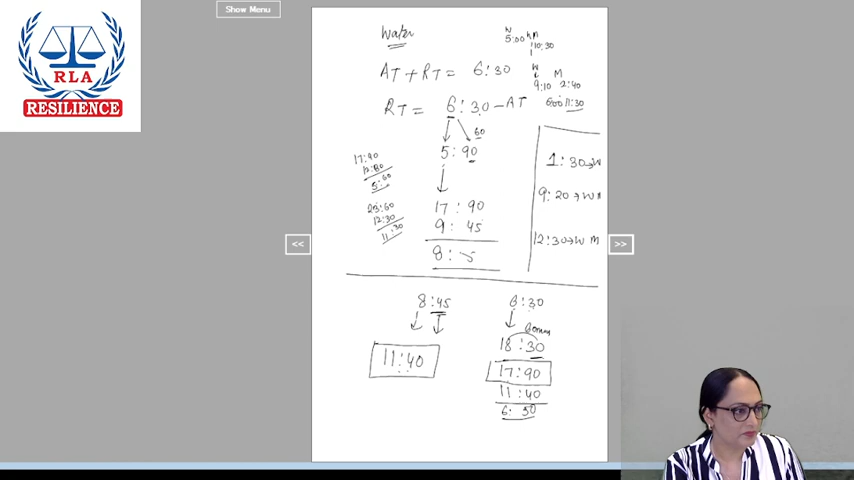 Show Menu
RLA
RESILIENCE
<<
>>
Water
W
5:00
M
10:30
AT + RT = 6:30
W
9:10
M
2:40
11:30
RT = 6:30 - AT
60
5:90
17:90
5:
17:90
9:45
8:
23:60
12:30
11:30
1:30 → W
9:20 → W M
12:30 → W M
8:45
11:40
6:30
18:30
17:90
11:40
6:50